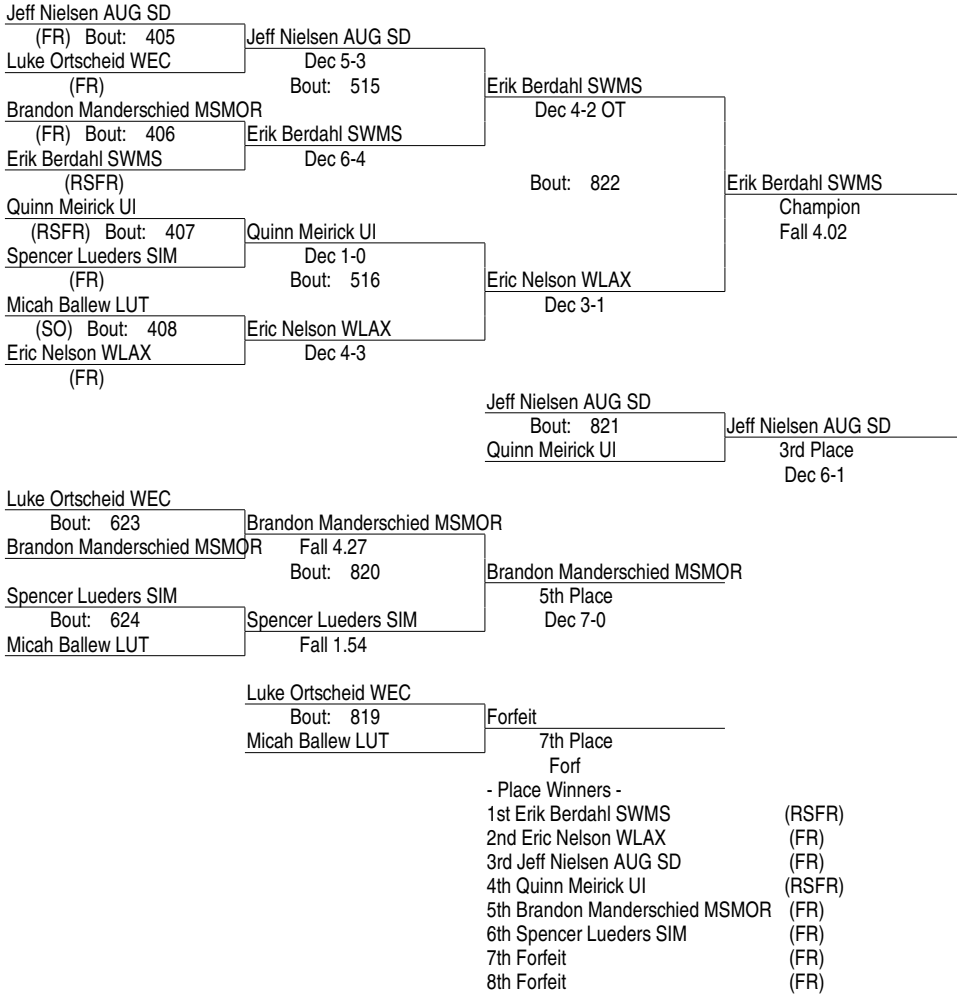 Jeff Nielsen AUG SD
(FR) Bout: 405 Jeff Nielsen AUG SD
Luke Ortscheid WEC Dec 5-3
(FR) Bout: 515 Erik Berdahl SWMS
Brandon Manderschied MSMOR Dec 4-2 OT
(FR) Bout: 406 Erik Berdahl SWMS
Erik Berdahl SWMS Dec 6-4
(RSFR) Bout: 822 Erik Berdahl SWMS
Quinn Meirick UI Champion
(RSFR) Bout: 407 Quinn Meirick UI Fall 4.02
Spencer Lueders SIM Dec 1-0
(FR) Bout: 516 Eric Nelson WLAX
Micah Ballew LUT Dec 3-1
(SO) Bout: 408 Eric Nelson WLAX
Eric Nelson WLAX Dec 4-3
(FR)
Jeff Nielsen AUG SD
Bout: 821 Jeff Nielsen AUG SD
Quinn Meirick UI 3rd Place
Dec 6-1
Luke Ortscheid WEC
Bout: 623 Brandon Manderschied MSMOR
Brandon Manderschied MSMOR Fall 4.27
Bout: 820 Brandon Manderschied MSMOR
Spencer Lueders SIM 5th Place
Bout: 624 Spencer Lueders SIM Dec 7-0
Micah Ballew LUT Fall 1.54
Luke Ortscheid WEC
Bout: 819 Forfeit
Micah Ballew LUT 7th Place
Forf
- Place Winners -
1st Erik Berdahl SWMS (RSFR)
2nd Eric Nelson WLAX (FR)
3rd Jeff Nielsen AUG SD (FR)
4th Quinn Meirick UI (RSFR)
5th Brandon Manderschied MSMOR (FR)
6th Spencer Lueders SIM (FR)
7th Forfeit (FR)
8th Forfeit (FR)